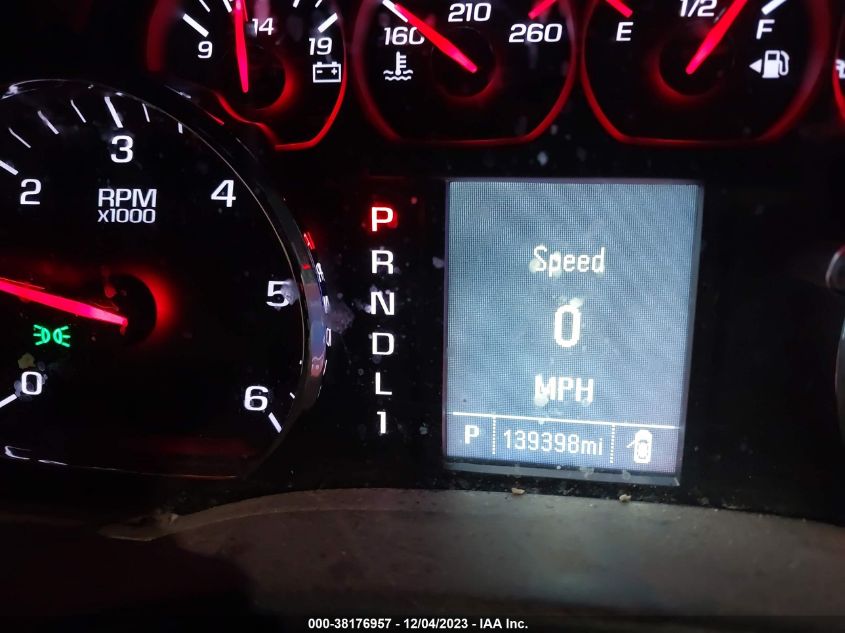 9 14 19
160 210 260
E 1/2 F
2 3 4 5 6
0
RPM
x1000
P
R
N
D
L
1
Speed
0
MPH
P 139398mi
000-38176957 - 12/04/2023 - IAA Inc.